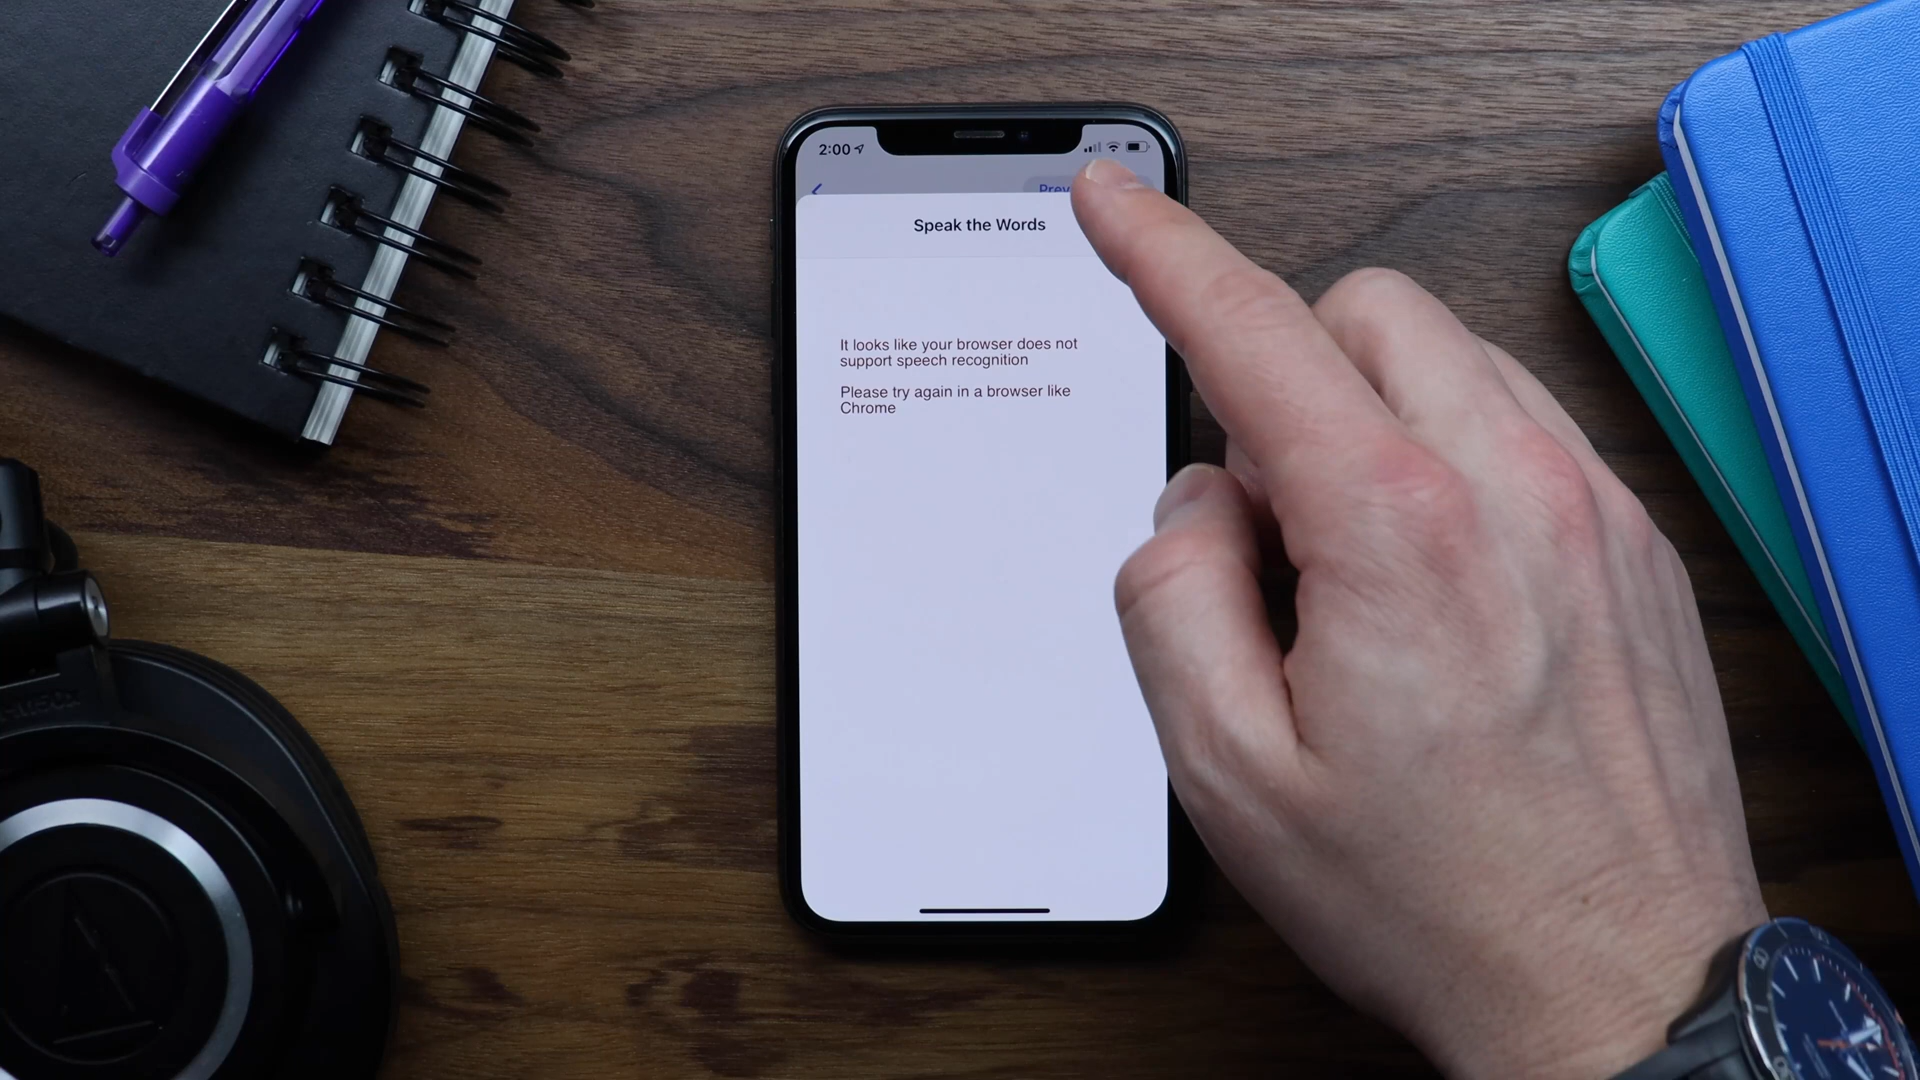 2:00
Prev
Speak the Words
It looks like your browser does not
support speech recognition
Please try again in a browser like
Chrome